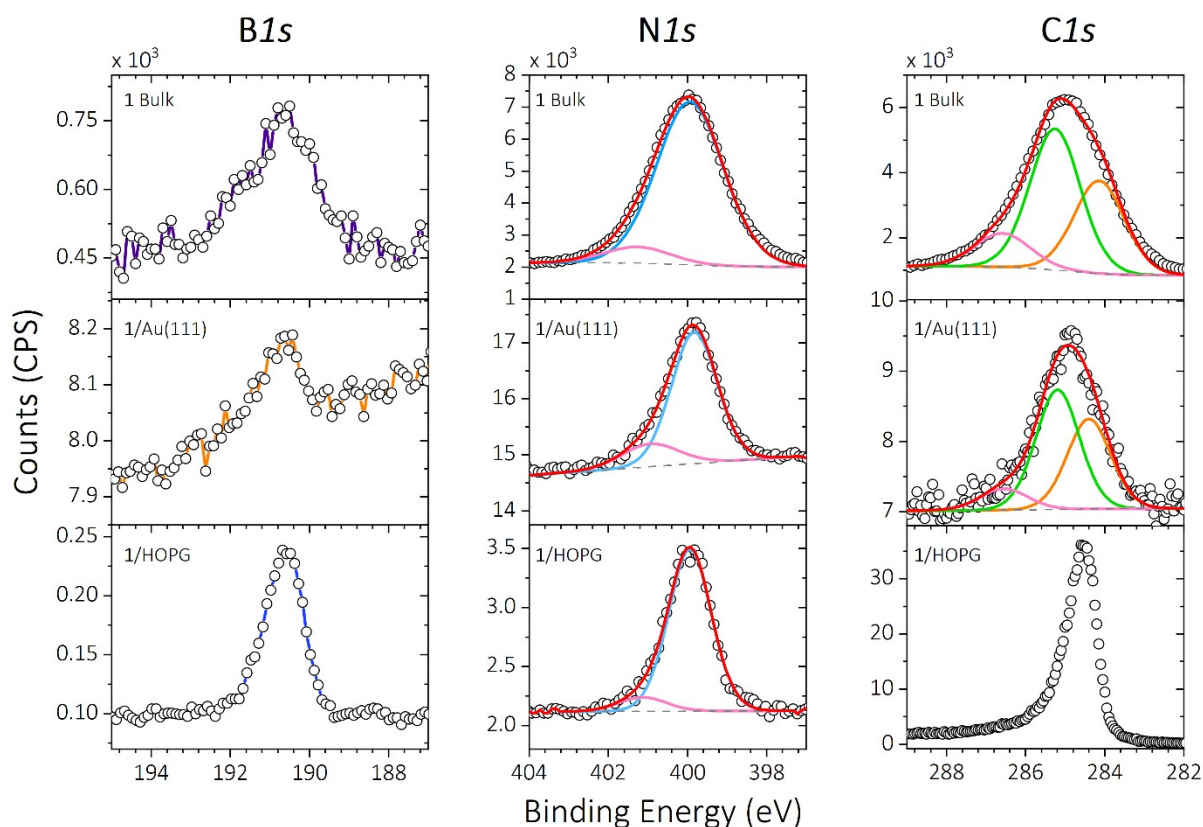 B1s N1s C1s
x 10³ x 10³ x 10³
1 Bulk
0.75
0.60
0.45
1 Bulk
8
7
6
5
4
3
2
1
1 Bulk
6
4
2
Counts (CPS)
1/Au(111)
8.2
8.1
8.0
7.9
1/Au(111)
17
16
15
14
1/Au(111)
10
9
8
7
1/HOPG
0.25
0.20
0.15
0.10
1/HOPG
3.5
3.0
2.5
2.0
1/HOPG
30
20
10
0
194 192 190 188
404 402 400 398
288 286 284 282
Binding Energy (eV)